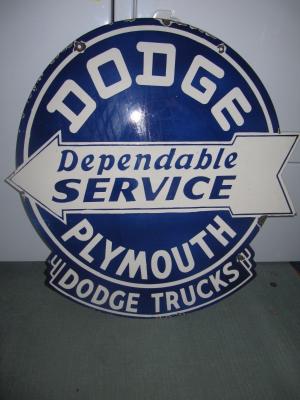 DODGE
Dependable
SERVICE
PLYMOUTH
DODGE TRUCKS